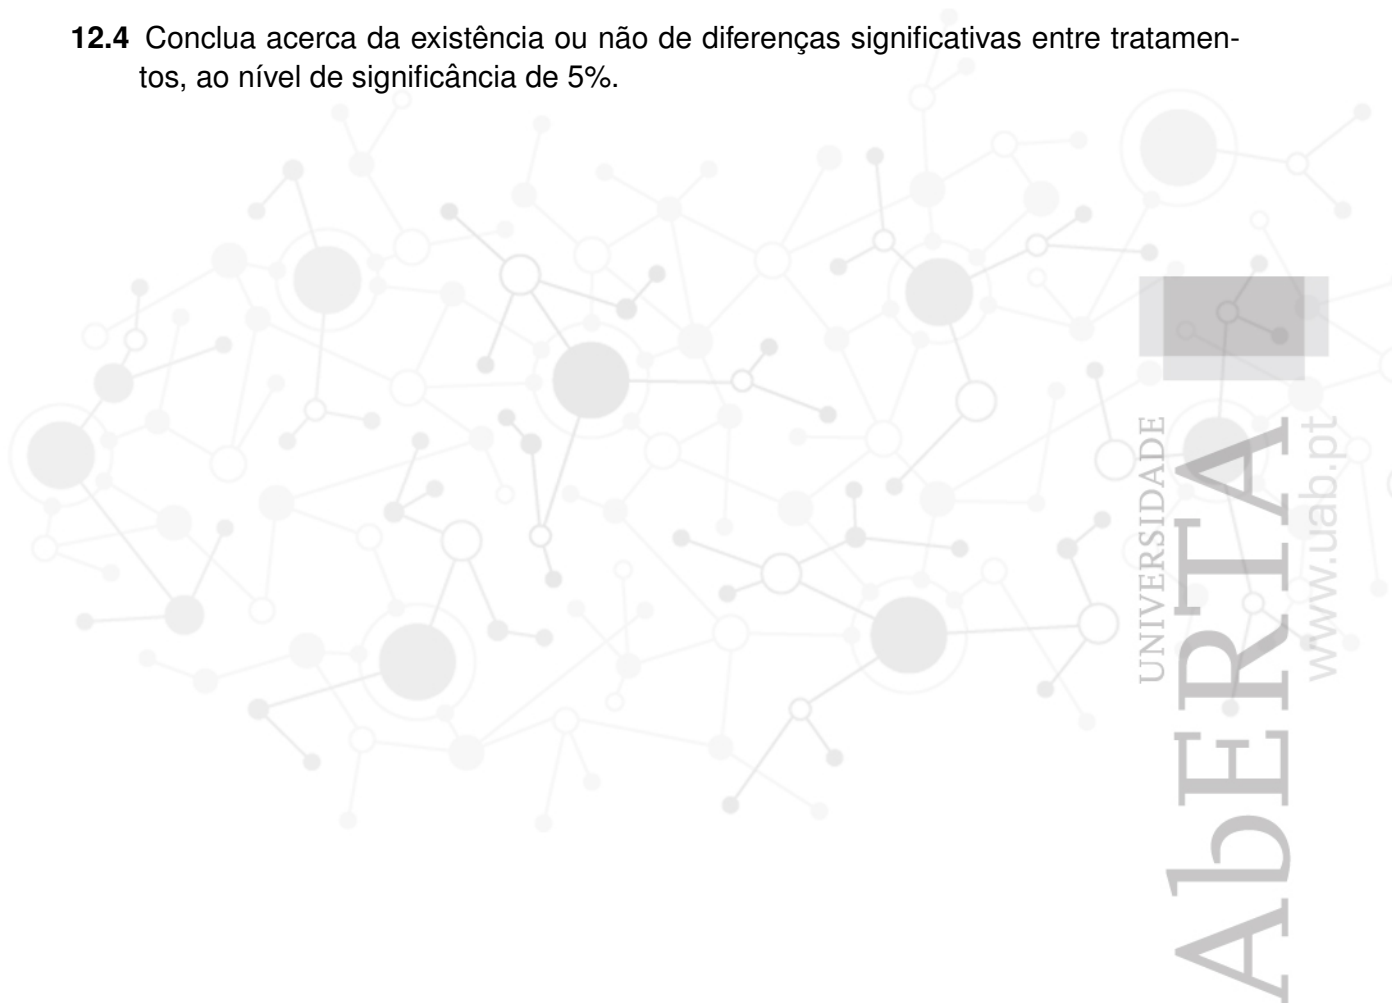 12.4 Conclua acerca da existência ou não de diferenças significativas entre tratamen-
tos, ao nível de significância de 5%.
UNIVERSIDADE
AbERTA
www.uab.pt